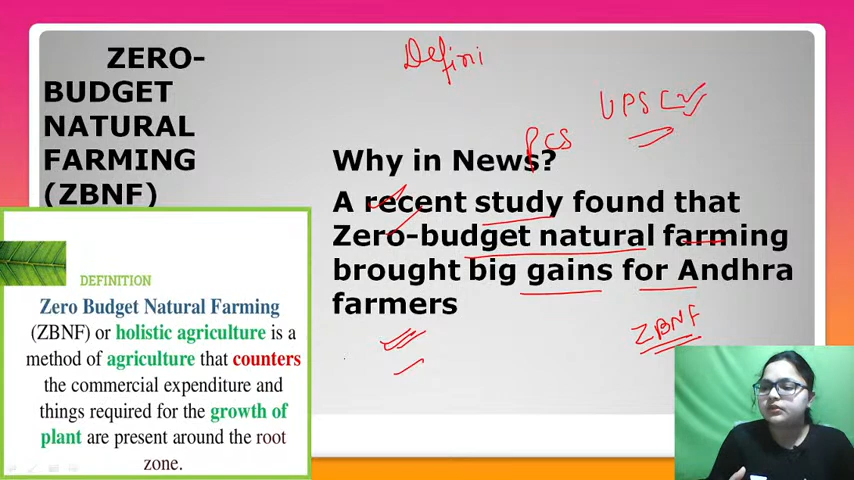 ZERO-
BUDGET
NATURAL
FARMING
(ZBNF)
DEFINITION
Zero Budget Natural Farming
(ZBNF) or holistic agriculture is a
method of agriculture that counters
the commercial expenditure and
things required for the growth of
plant are present around the root
zone.
Defini
UPSC
PCS
Why in News?
A recent study found that
Zero-budget natural farming
brought big gains for Andhra
farmers
ZBNF